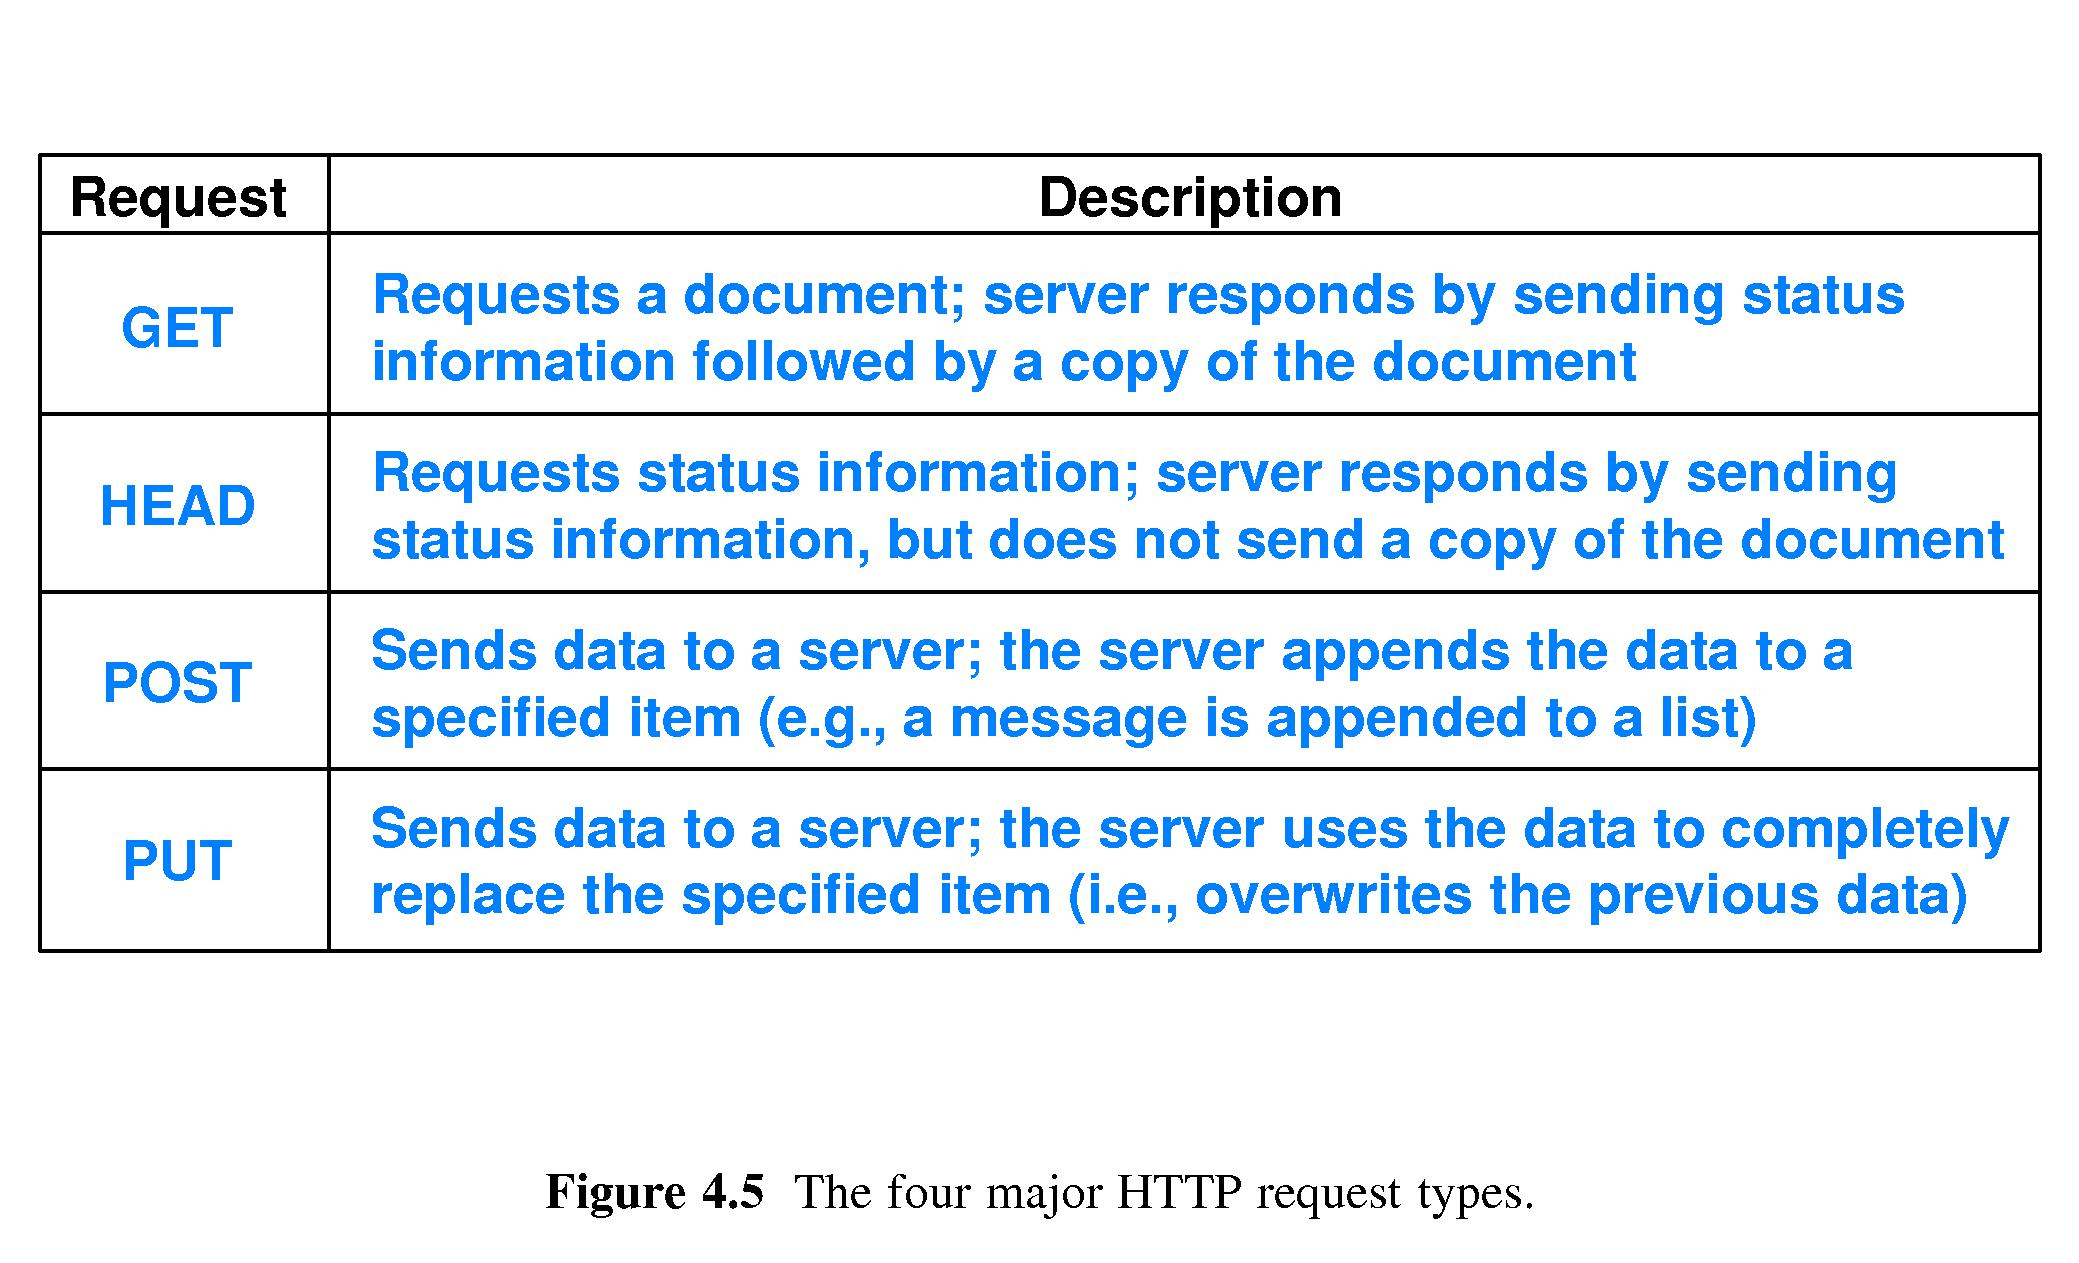 Request Description
GET
Requests a document; server responds by sending status
information followed by a copy of the document
HEAD
Requests status information; server responds by sending
status information, but does not send a copy of the document
POST
Sends data to a server; the server appends the data to a
specified item (e.g., a message is appended to a list)
PUT
Sends data to a server; the server uses the data to completely
replace the specified item (i.e., overwrites the previous data)
Figure 4.5 The four major HTTP request types.